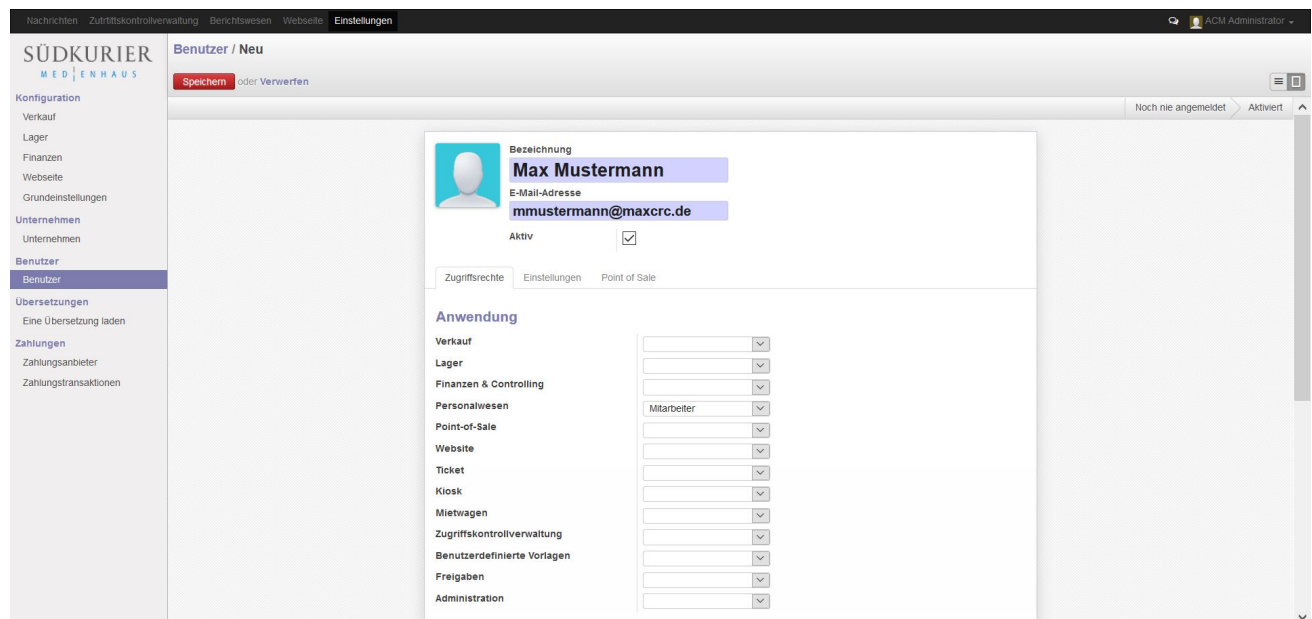 Nachrichten Zutrtittskontrollverwaltung Berichtswesen Webseite Einstellungen ACM Administrator
SÜDKURIER
MEDIENHAUS
Benutzer / Neu
Speichern oder Verwerfen
Noch nie angemeldet Aktiviert
Konfiguration
Verkauf
Lager
Finanzen
Webseite
Grundeinstellungen
Unternehmen
Unternehmen
Benutzer
Benutzer
Übersetzungen
Eine Übersetzung laden
Zahlungen
Zahlungsanbieter
Zahlungstransaktionen
Bezeichnung
Max Mustermann
E-Mail-Adresse
mmustermann@maxcrc.de
Aktiv
Zugriffsrechte Einstellungen Point of Sale
Anwendung
Verkauf
Lager
Finanzen & Controlling
Personalwesen Mitarbeiter
Point-of-Sale
Website
Ticket
Kiosk
Mietwagen
Zugriffskontrollverwaltung
Benutzerdefinierte Vorlagen
Freigaben
Administration